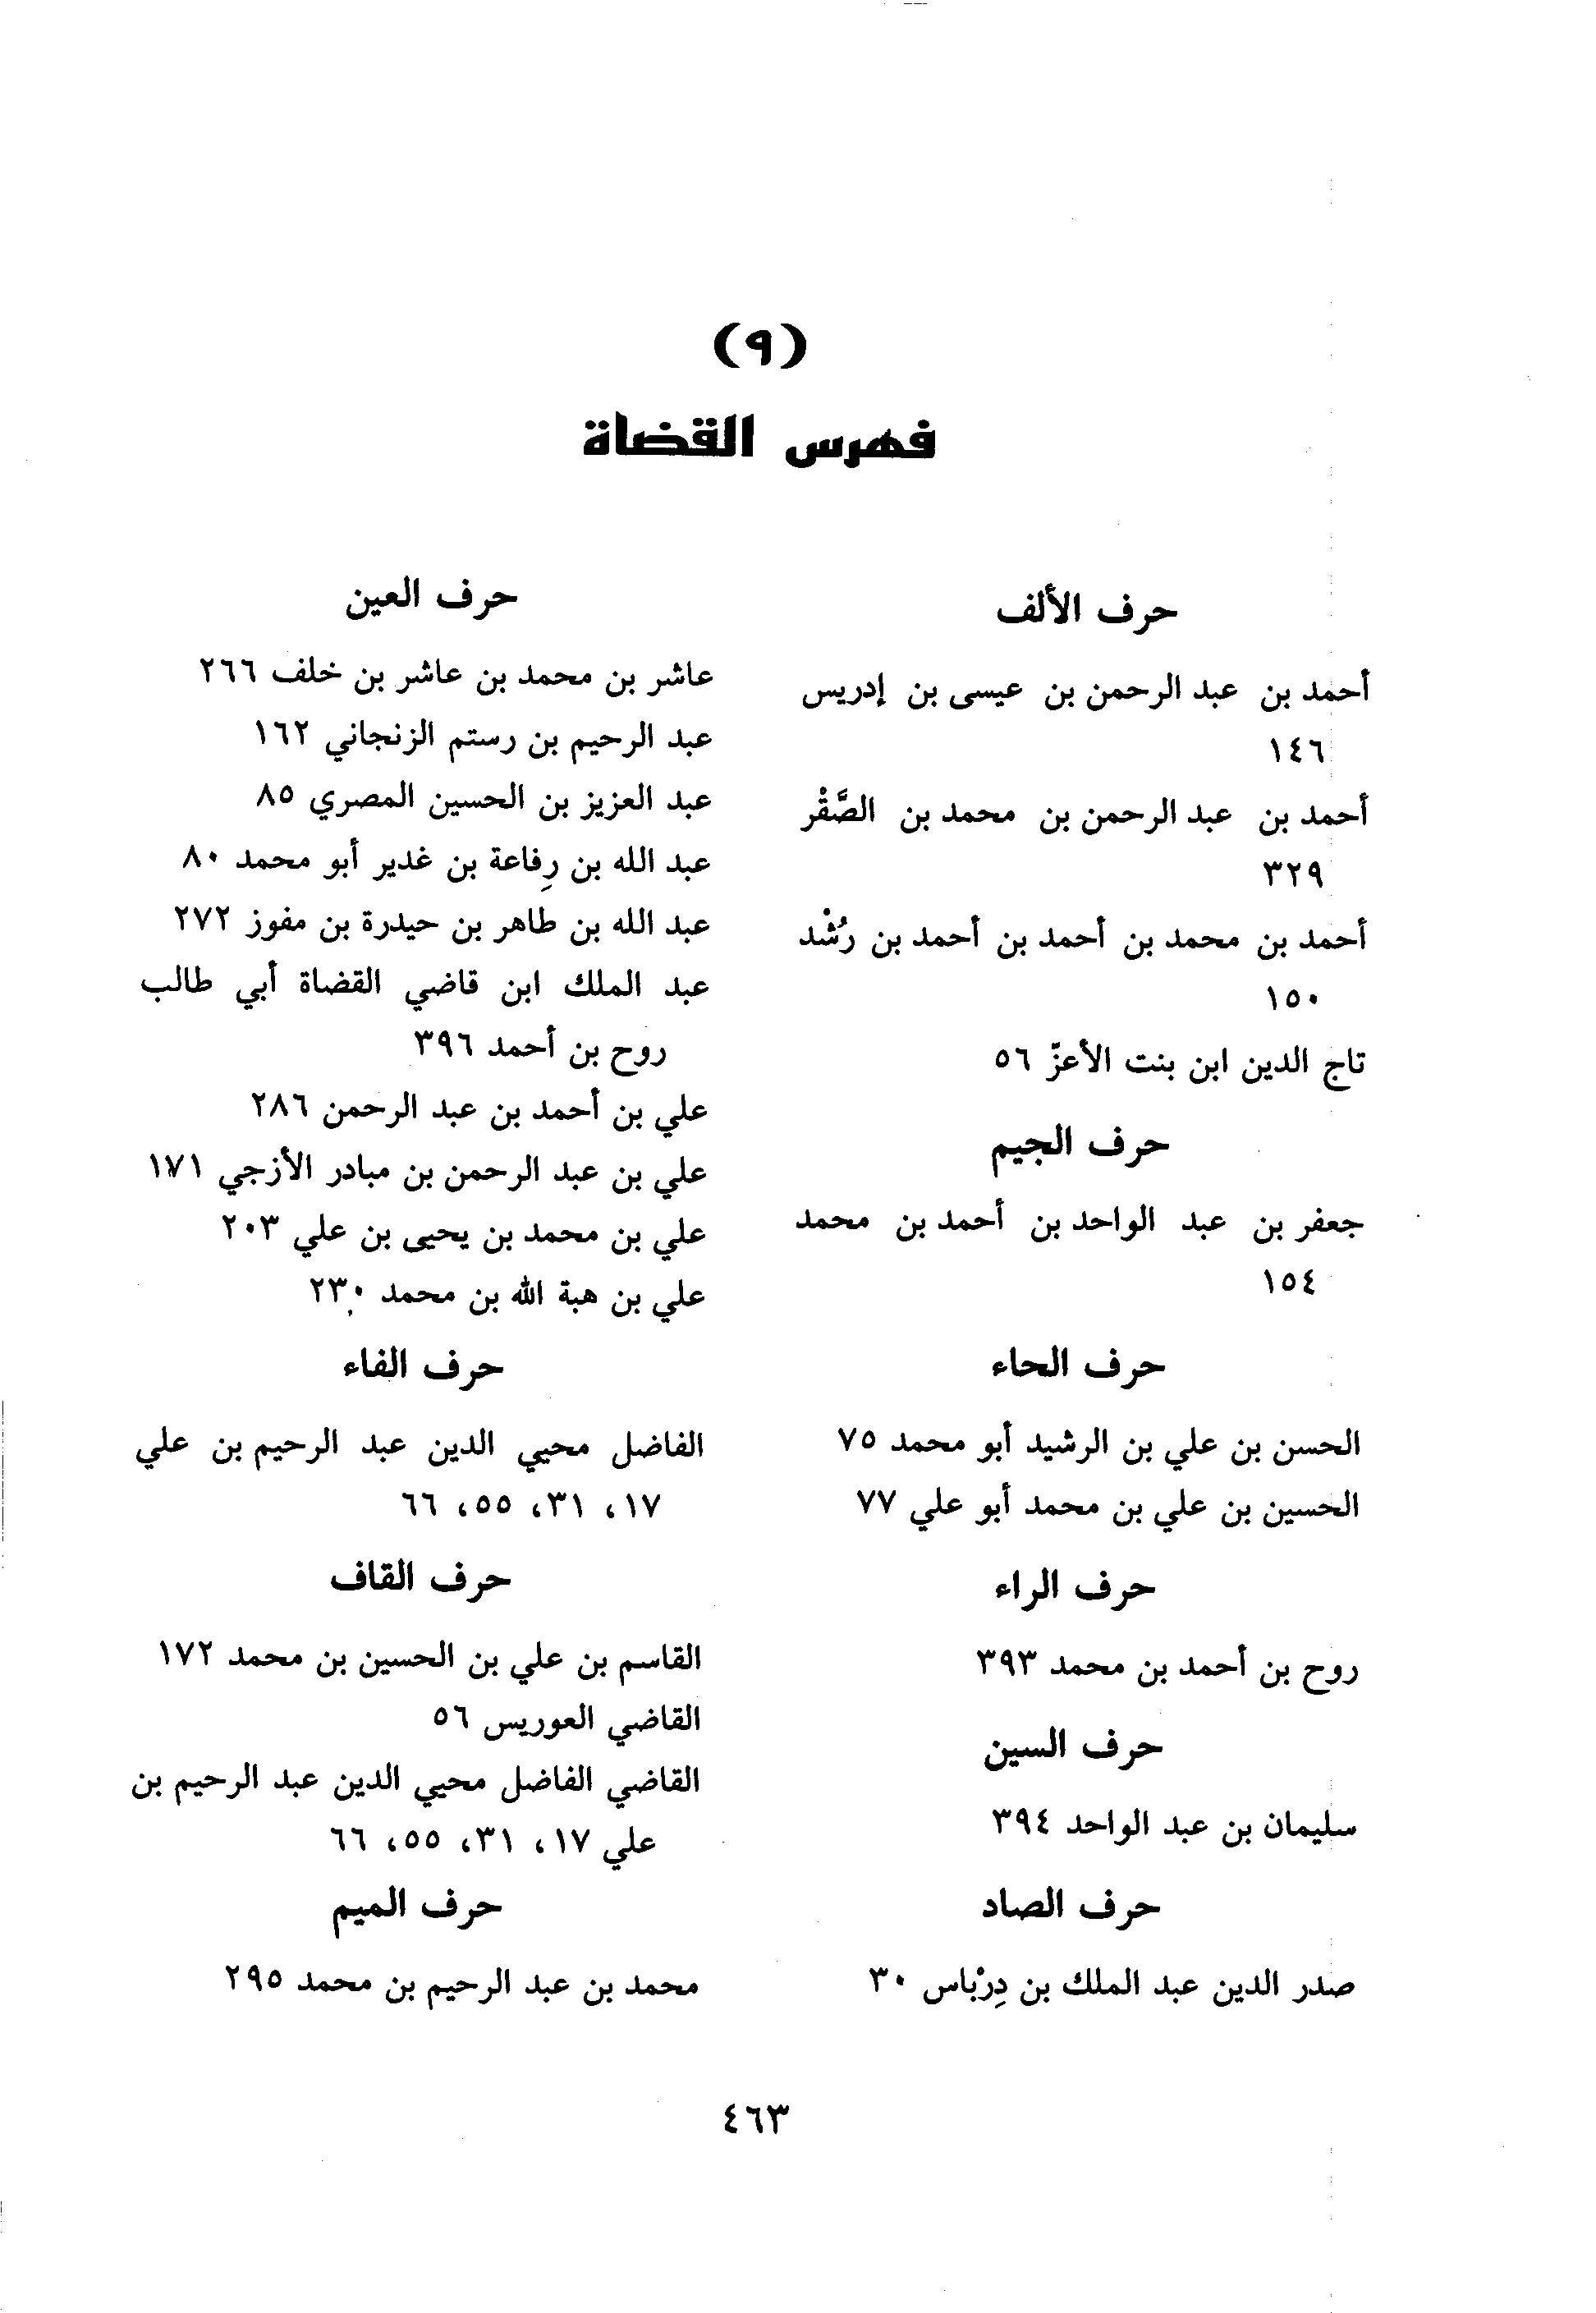 (٩)
فهرس القضاة
حرف الألف
أحمد بن عبد الرحمن بن عيسى بن إدريس
١٤٦
أحمد بن عبد الرحمن بن محمد بن الصَّقْر
٣٢٩
أحمد بن محمد بن أحمد بن أحمد بن رُشْد
١٥٠
تاج الدين ابن بنت الأعزّ ٥٦
حرف الجيم
جعفر بن عبد الواحد بن أحمد بن محمد
١٥٤
حرف الحاء
الحسن بن علي بن الرشيد أبو محمد ٧٥
الحسين بن علي بن محمد أبو علي ٧٧
حرف الراء
روح بن أحمد بن محمد ٣٩٣
حرف السين
سليمان بن عبد الواحد ٣٩٤
حرف الصاد
صدر الدين عبد الملك بن دِرْباس ٣٠
حرف العين
عاشر بن محمد بن عاشر بن خلف ٢٦٦
عبد الرحيم بن رستم الزنجاني ١٦٢
عبد العزيز بن الحسين المصري ٨٥
عبد الله بن رِفاعة بن غدير أبو محمد ٨٠
عبد الله بن طاهر بن حيدرة بن مفوز ٢٧٢
عبد الملك ابن قاضي القضاة أبي طالب
روح بن أحمد ٣٩٦
علي بن أحمد بن عبد الرحمن ٢٨٦
علي بن عبد الرحمن بن مبادر الأزجي ١٧١
علي بن محمد بن يحيى بن علي ٢٠٣
علي بن هبة الله بن محمد ٢٣٠
حرف الفاء
الفاضل محيي الدين عبد الرحيم بن علي
١٧، ٣١، ٥٥، ٦٦
حرف القاف
القاسم بن علي بن الحسين بن محمد ١٧٢
القاضي العوريس ٥٦
القاضي الفاضل محيي الدين عبد الرحيم بن
علي ١٧، ٣١، ٥٥، ٦٦
حرف الميم
محمد بن عبد الرحيم بن محمد ٢٩٥
٤٦٣